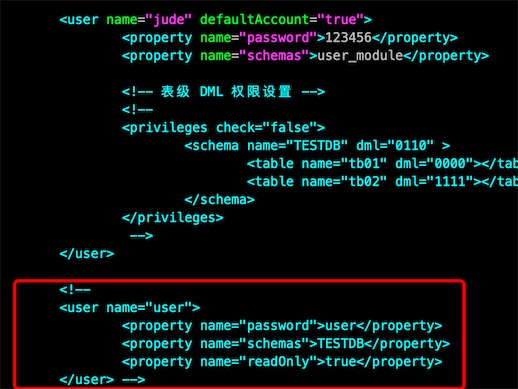 <user name="jude" defaultAccount="true">
<property name="password">123456</property>
<property name="schemas">user_module</property>
<!-- 表级 DML 权限设置 -->
<!--
<privileges check="false">
<schema name="TESTDB" dml="0110" >
<table name="tb01" dml="0000"></tab
<table name="tb02" dml="1111"></tab
</schema>
</privileges>
-->
</user>
<!--
<user name="user">
<property name="password">user</property>
<property name="schemas">TESTDB</property>
<property name="readOnly">true</property>
</user> -->